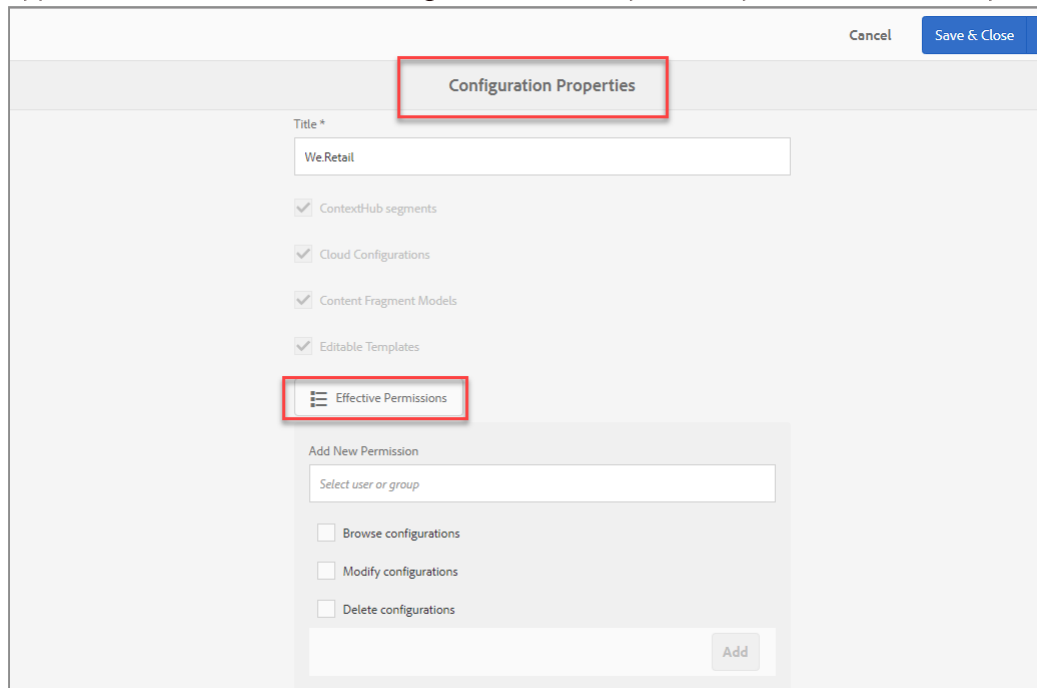 Cancel
Save & Close
Configuration Properties
Title *
We.Retail
ContextHub segments
Cloud Configurations
Content Fragment Models
Editable Templates
Effective Permissions
Add New Permission
Select user or group
Browse configurations
Modify configurations
Delete configurations
Add